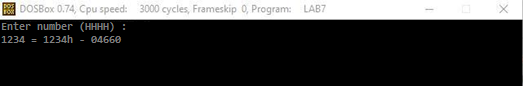 DOSBox 0.74, Cpu speed: 3000 cycles, Frameskip 0, Program: LAB7
Enter number (HHHH) :
1234 = 1234h - 04660